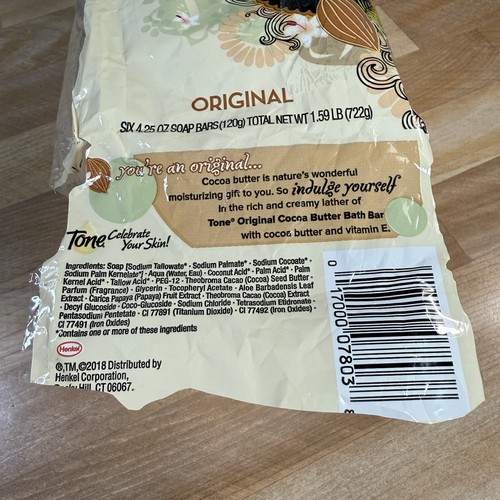 ORIGINAL
SIX 4.25 OZ SOAP BARS (120g) TOTAL NET WT 1.59 LB (722g)
you're an original...
Cocoa butter is nature's wonderful
moisturizing gift to you. So indulge yourself
In the rich and creamy lather of
Tone® Original Cocoa Butter Bath Bar
with cocoa butter and vitamin E.
Tone Celebrate
Your Skin!
Ingredients: Soap [Sodium Tallowate* · Sodium Palmate* · Sodium Cocoate* ·
Sodium Palm Kernelate*] · Aqua (Water, Eau) · Coconut Acid* · Palm Acid* · Palm
Kernel Acid* · Tallow Acid* · PEG-12 · Theobroma Cacao (Cocoa) Seed Butter ·
Parfum (Fragrance) · Glycerin · Tocopheryl Acetate · Aloe Barbadensis Leaf
Extract · Carica Papaya (Papaya) Fruit Extract · Theobroma Cacao (Cocoa) Extract
· Decyl Glucoside · Coco-Glucoside · Sodium Chloride · Tetrasodium Etidronate ·
Pentasodium Pentetate · CI 77891 (Titanium Dioxide) · CI 77492 (Iron Oxides)
CI 77491 (Iron Oxides)
*Contains one or more of these ingredients
Henkel
®,TM,©2018 Distributed by
Henkel Corporation,
Hill, CT 06067.
0 17000 07803 8